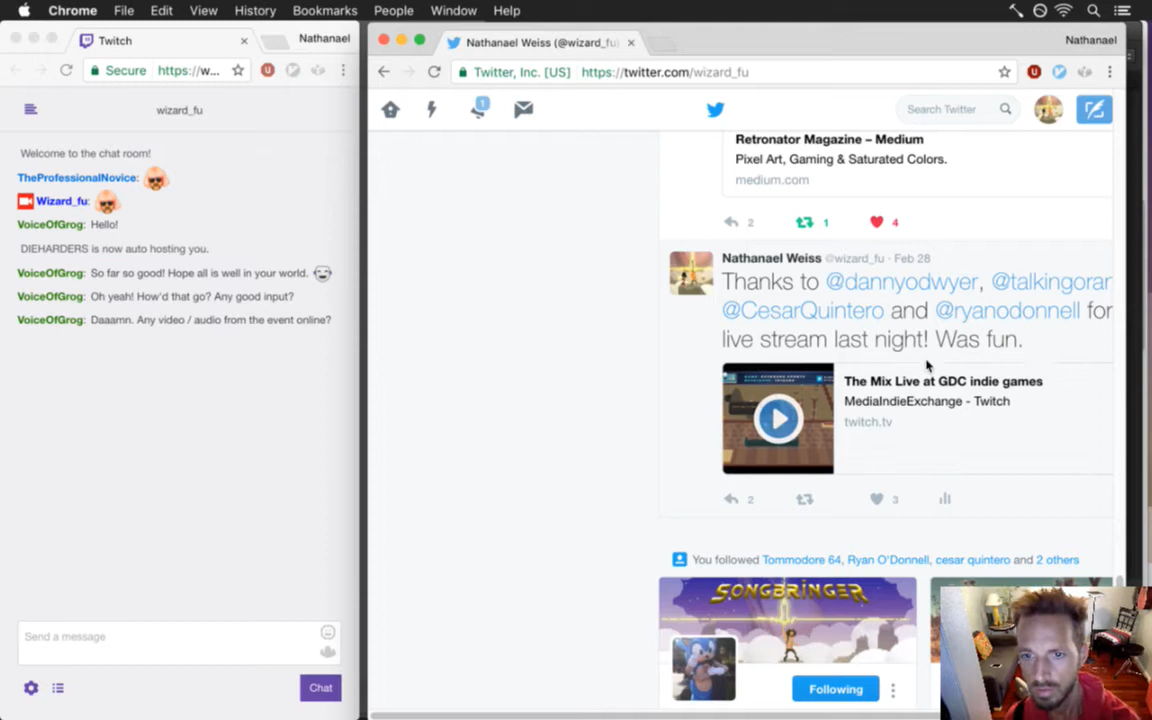 Chrome File Edit View History Bookmarks People Window Help
Twitch
Nathanael
Secure https://w...
wizard_fu
Welcome to the chat room!
TheProfessionalNovice:
Wizard_fu:
VoiceOfGrog: Hello!
DIEHARDERS is now auto hosting you.
VoiceOfGrog: So far so good! Hope all is well in your world.
VoiceOfGrog: Oh yeah! How'd that go? Any good input?
VoiceOfGrog: Daaamn. Any video / audio from the event online?
Send a message
Chat
Nathanael Weiss (@wizard_fu)
Nathanael
Twitter, Inc. [US] https://twitter.com/wizard_fu
1
Search Twitter
Retronator Magazine – Medium
Pixel Art, Gaming & Saturated Colors.
medium.com
2 1 4
Nathanael Weiss @wizard_fu · Feb 28
Thanks to @dannyodwyer, @talkingoran
@CesarQuintero and @ryanodonnell for
live stream last night! Was fun.
The Mix Live at GDC indie games
MediaIndieExchange - Twitch
twitch.tv
2 3
You followed Tommodore 64, Ryan O'Donnell, cesar quintero and 2 others
SONGBRINGER
Following